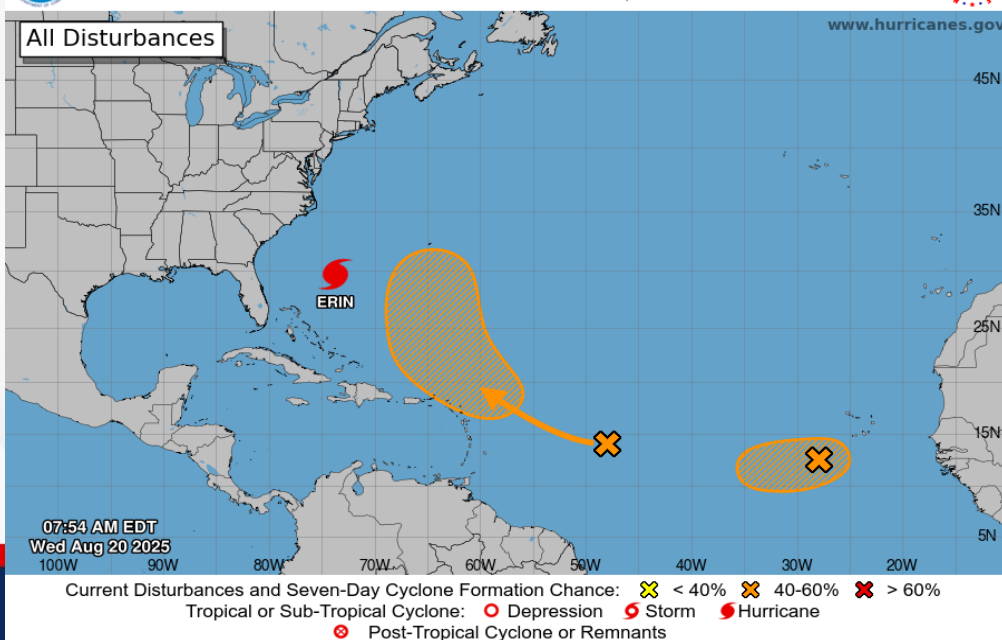 www.hurricanes.gov
All Disturbances
45N
35N
ERIN
25N
15N
5N
07:54 AM EDT
Wed Aug 20 2025
100W 90W 80W 70W 60W 50W 40W 30W 20W
Current Disturbances and Seven-Day Cyclone Formation Chance: < 40% 40-60% > 60%
Tropical or Sub-Tropical Cyclone: Depression Storm Hurricane
Post-Tropical Cyclone or Remnants